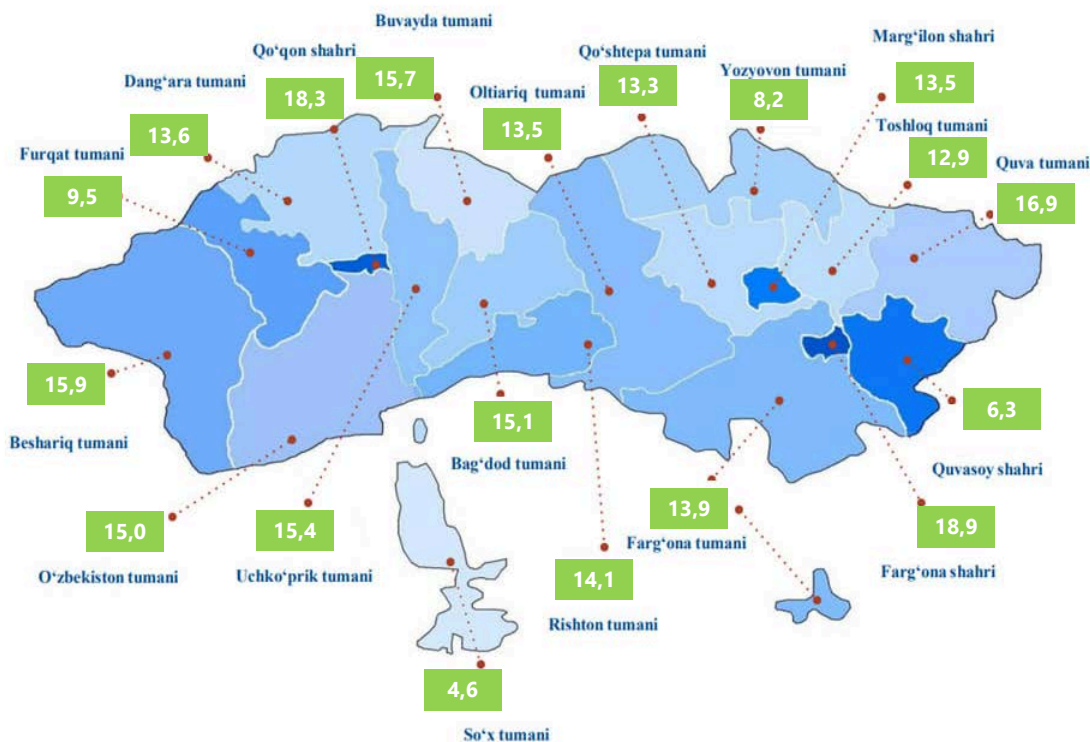 Buvayda tumani
15,7
Qo‘qon shahri
18,3
Dang‘ara tumani
13,6
Furqat tumani
9,5
Oltiariq tumani
13,5
Qo‘shtepa tumani
13,3
Yozyovon tumani
8,2
Marg‘ilon shahri
13,5
Toshloq tumani
12,9
Quva tumani
16,9
15,9
Beshariq tumani
15,0
O‘zbekiston tumani
15,4
Uchko‘prik tumani
15,1
Bag‘dod tumani
14,1
Rishton tumani
13,9
Farg‘ona tumani
6,3
Quvasoy shahri
18,9
Farg‘ona shahri
4,6
So‘x tumani